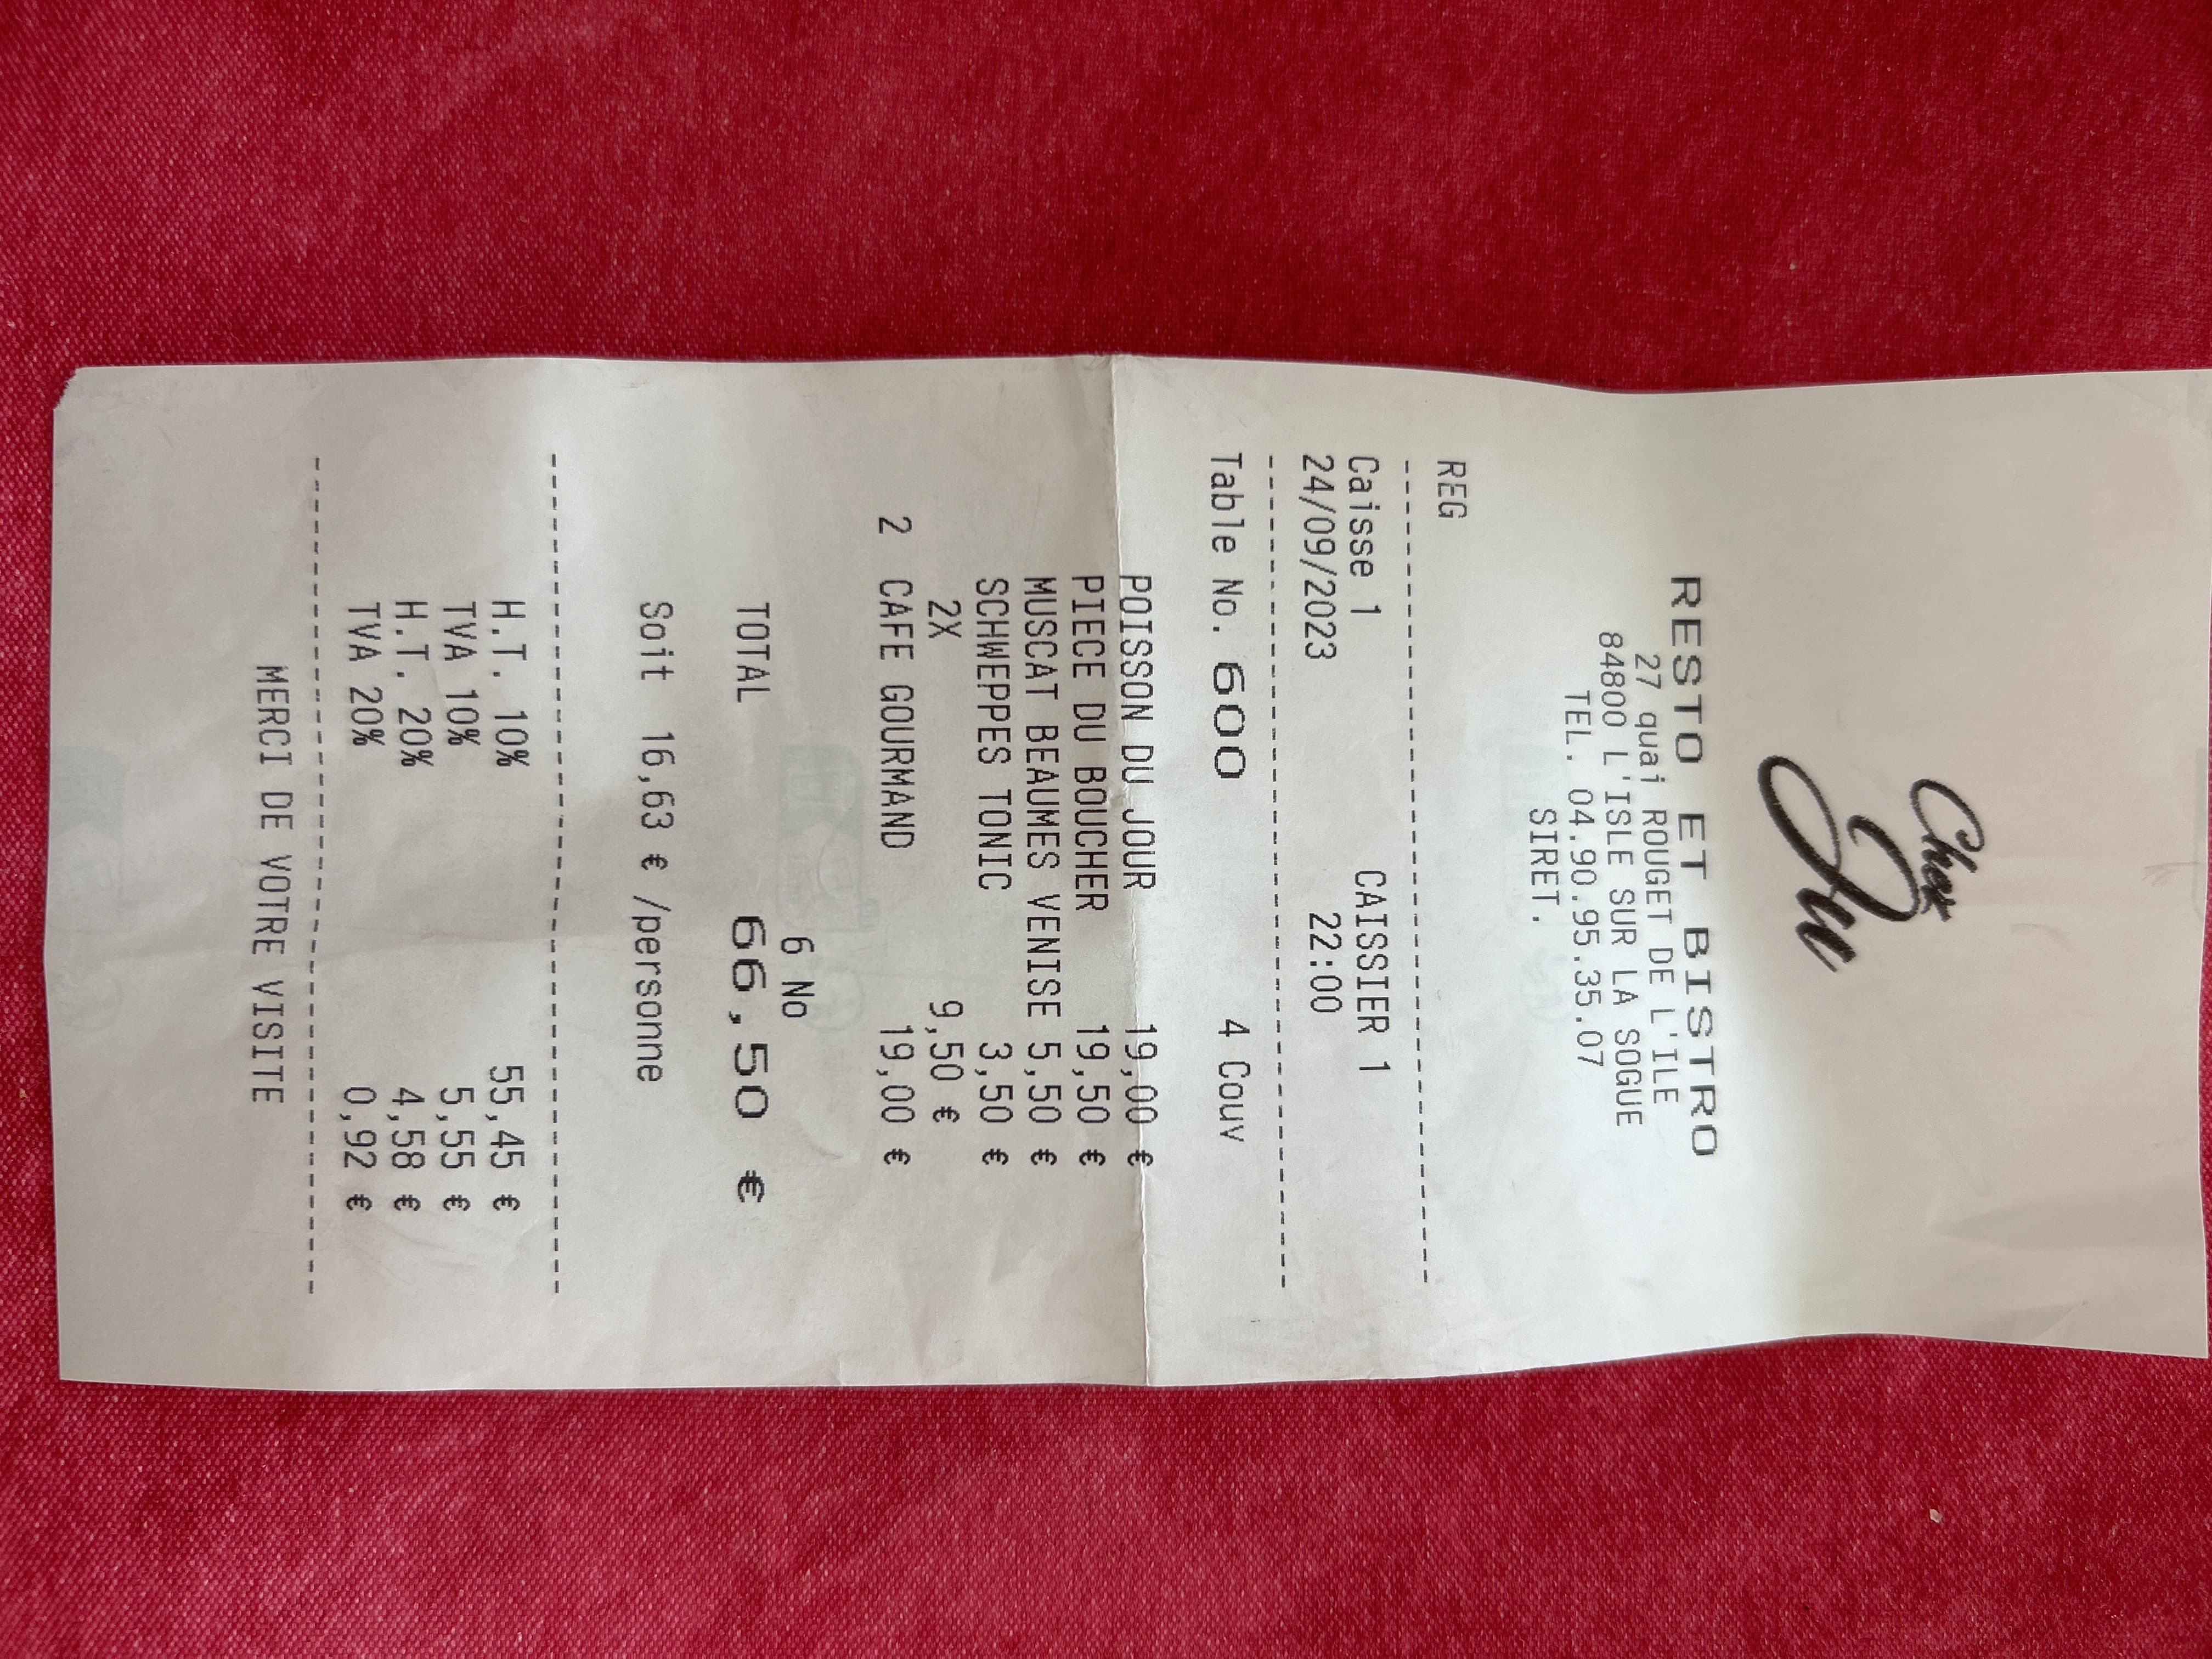 Chez
Ju
RESTO ET BISTRO
27 quai ROUGET DE L'ILE
84800 L'ISLE SUR LA SOGUE
TEL. 04.90.95.35.07
SIRET.
REG
Caisse 1 CAISSIER 1
24/09/2023 22:00
Table No. 600 4 Couv
POISSON DU JOUR 19,00 €
PIECE DU BOUCHER 19,50 €
MUSCAT BEAUMES VENISE 5,50 €
SCHWEPPES TONIC 3,50 €
2X 9,50 €
2 CAFE GOURMAND 19,00 €
6 No
TOTAL 66,50 €
Soit 16,63 € /personne
H.T. 10% 55,45 €
TVA 10% 5,55 €
H.T. 20% 4,58 €
TVA 20% 0,92 €
MERCI DE VOTRE VISITE